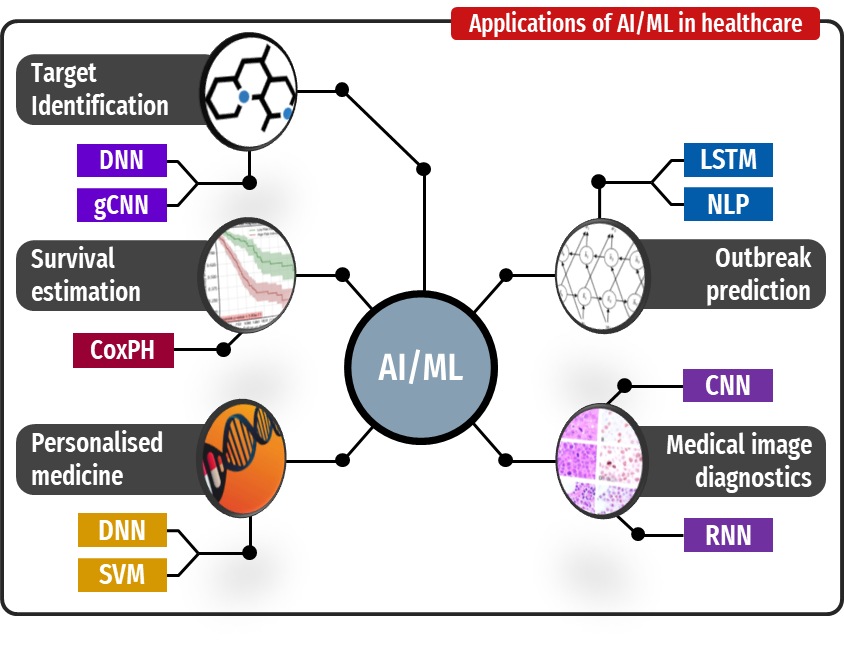 Applications of AI/ML in healthcare
Target
Identification
DNN
gCNN
Survival
estimation
CoxPH
Personalised
medicine
DNN
SVM
AI/ML
LSTM
NLP
Outbreak
prediction
CNN
Medical image
diagnostics
RNN